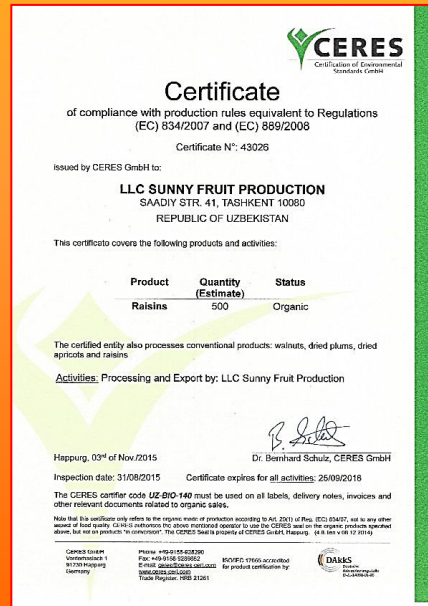 CERES
Certification of Environmental
Standards GmbH
Certificate
of compliance with production rules equivalent to Regulations
(EC) 834/2007 and (EC) 889/2008
Certificate N°: 43026
issued by CERES GmbH to:
LLC SUNNY FRUIT PRODUCTION
SAADIY STR. 41, TASHKENT 10080
REPUBLIC OF UZBEKISTAN
This certificate covers the following products and activities:
Product Quantity Status
(Estimate)
Raisins 500 Organic
The certified entity also processes conventional products: walnuts, dried plums, dried
apricots and raisins
Activities: Processing and Export by: LLC Sunny Fruit Production
Happurg, 03rd of Nov./2015 Dr. Bernhard Schulz, CERES GmbH
Inspection date: 31/08/2015 Certificate expires for all activities: 25/09/2016
The CERES certifier code UZ-BIO-140 must be used on all labels, delivery notes, invoices and
other relevant documents related to organic sales.
Note that this certificate only refers to the organic mode of production according to Art. 29(1) of Reg. (EC) 834/07, not to any other
aspect of food quality. CERES authorizes the above mentioned operator to use the CERES seal on the organic products specified
above, but not on products "in conversion". The CERES Seal is property of CERES GmbH, Happurg.
CERES GmbH
Vorderhaslach 1
91230 Happurg
Germany
Phone: +49-9158-928290
Fax: +49-9158-9289862
E-mail: ceres@ceres-cert.com
www.ceres-cert.com
Trade Register: HRB 21261
ISO/IEC 17065 accredited
for product certification by:
DAkkS
Deutsche
Akkreditierungsstelle